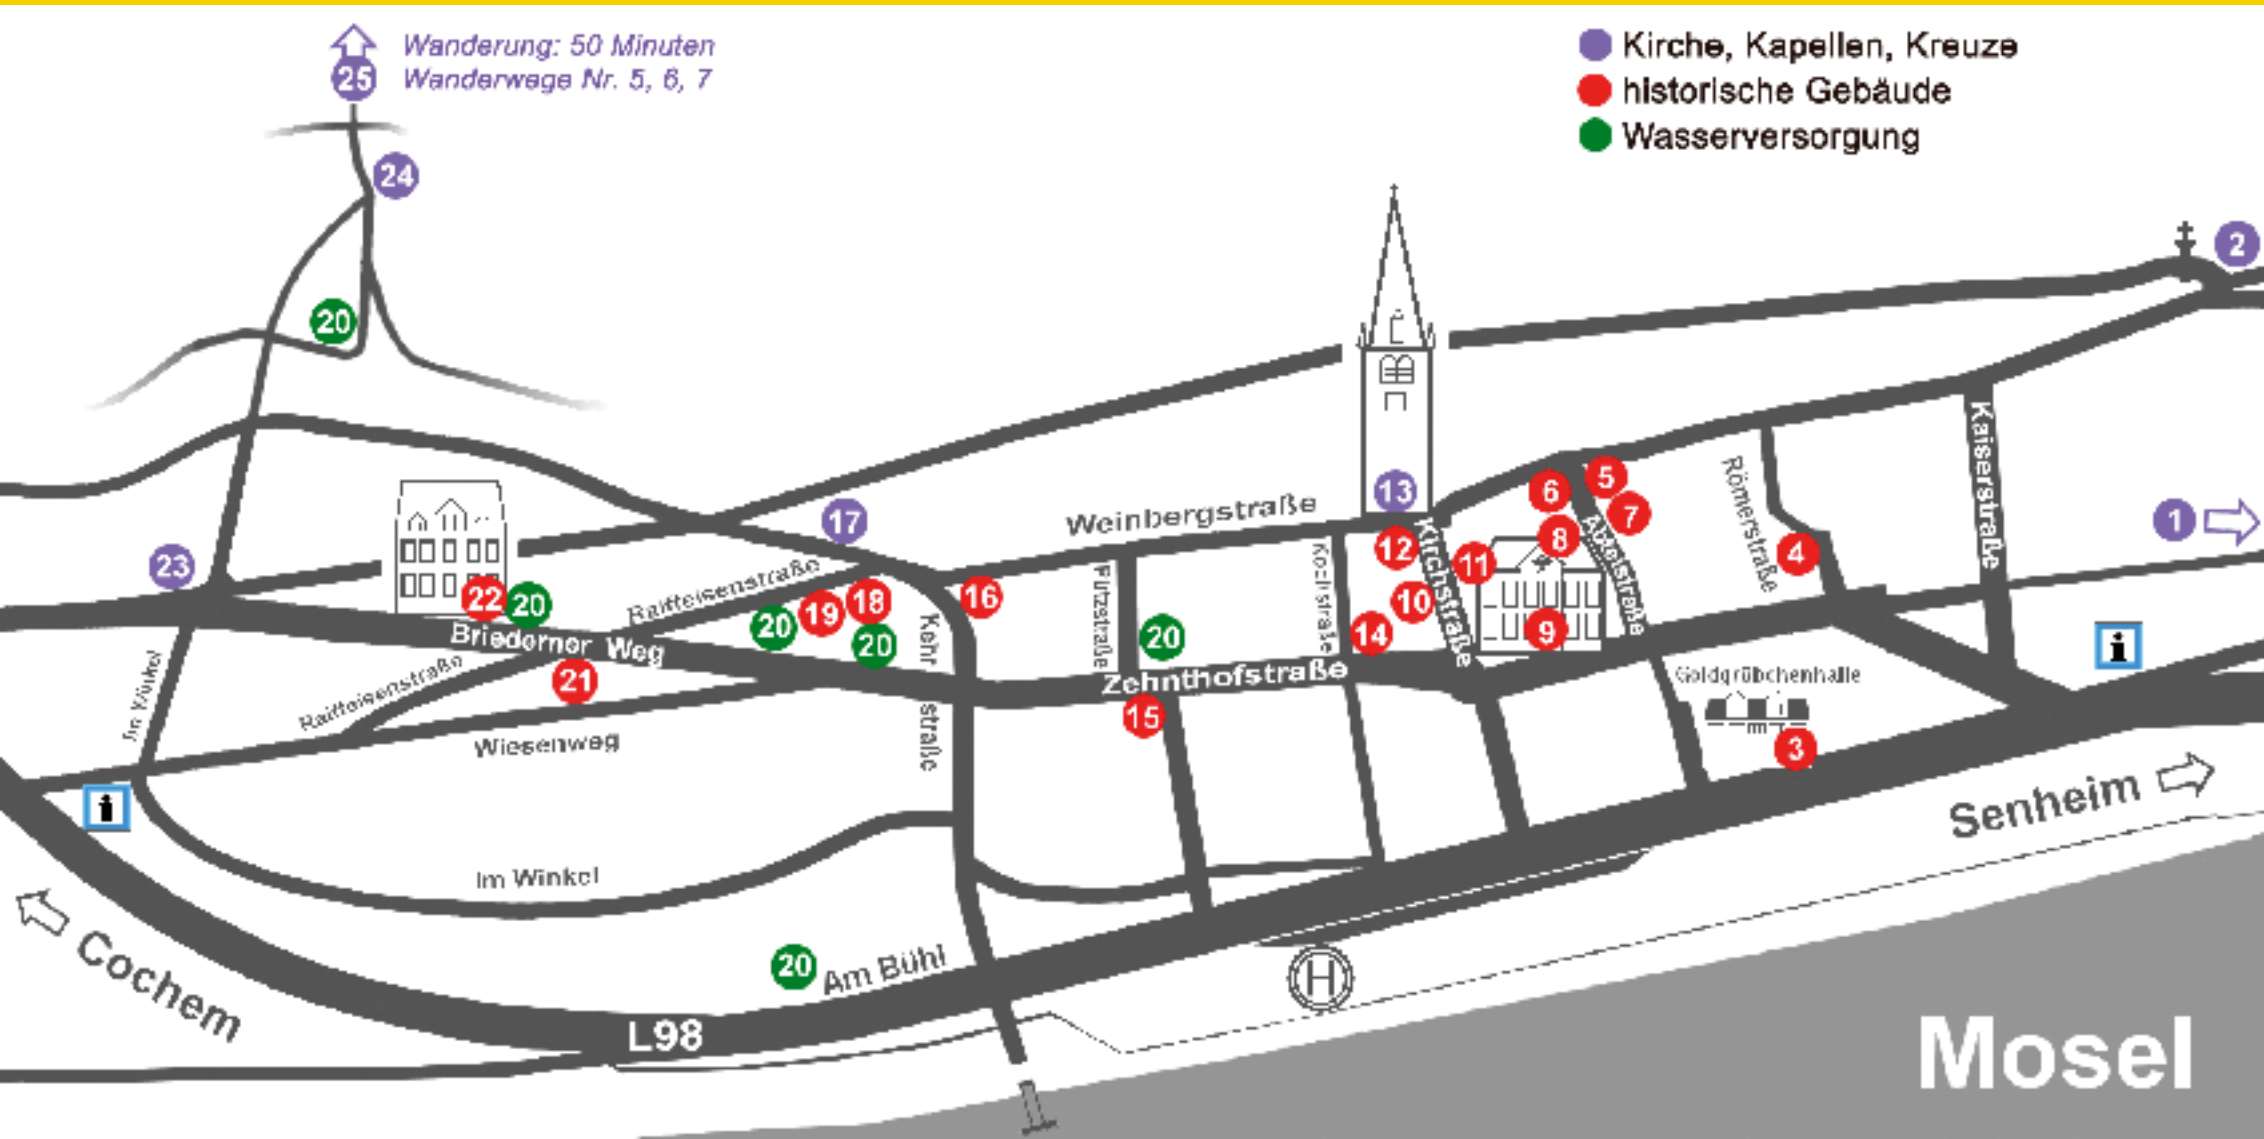 Wanderung: 50 Minuten
25
Wanderwege Nr. 5, 6, 7
Kirche, Kapellen, Kreuze
historische Gebäude
Wasserversorgung
24
2
20
Kaiserstraße
13
6
5
7
Weinbergstraße
17
1
Römerstraße
8
12
Kirchstraße
11
4
23
Raiffeisenstraße
22
20
16
18
19
10
20
20
Kehr
Pützstraße
20
Kochstraße
14
9
Briederner Weg
i
Raiffeisenstraße
21
Zehnthofstraße
Goldgrübchenhalle
Im Winkel
15
straße
Wiesenweg
3
i
Senheim
Im Winkel
Cochem
20
Am Bühl
H
L98
Mosel